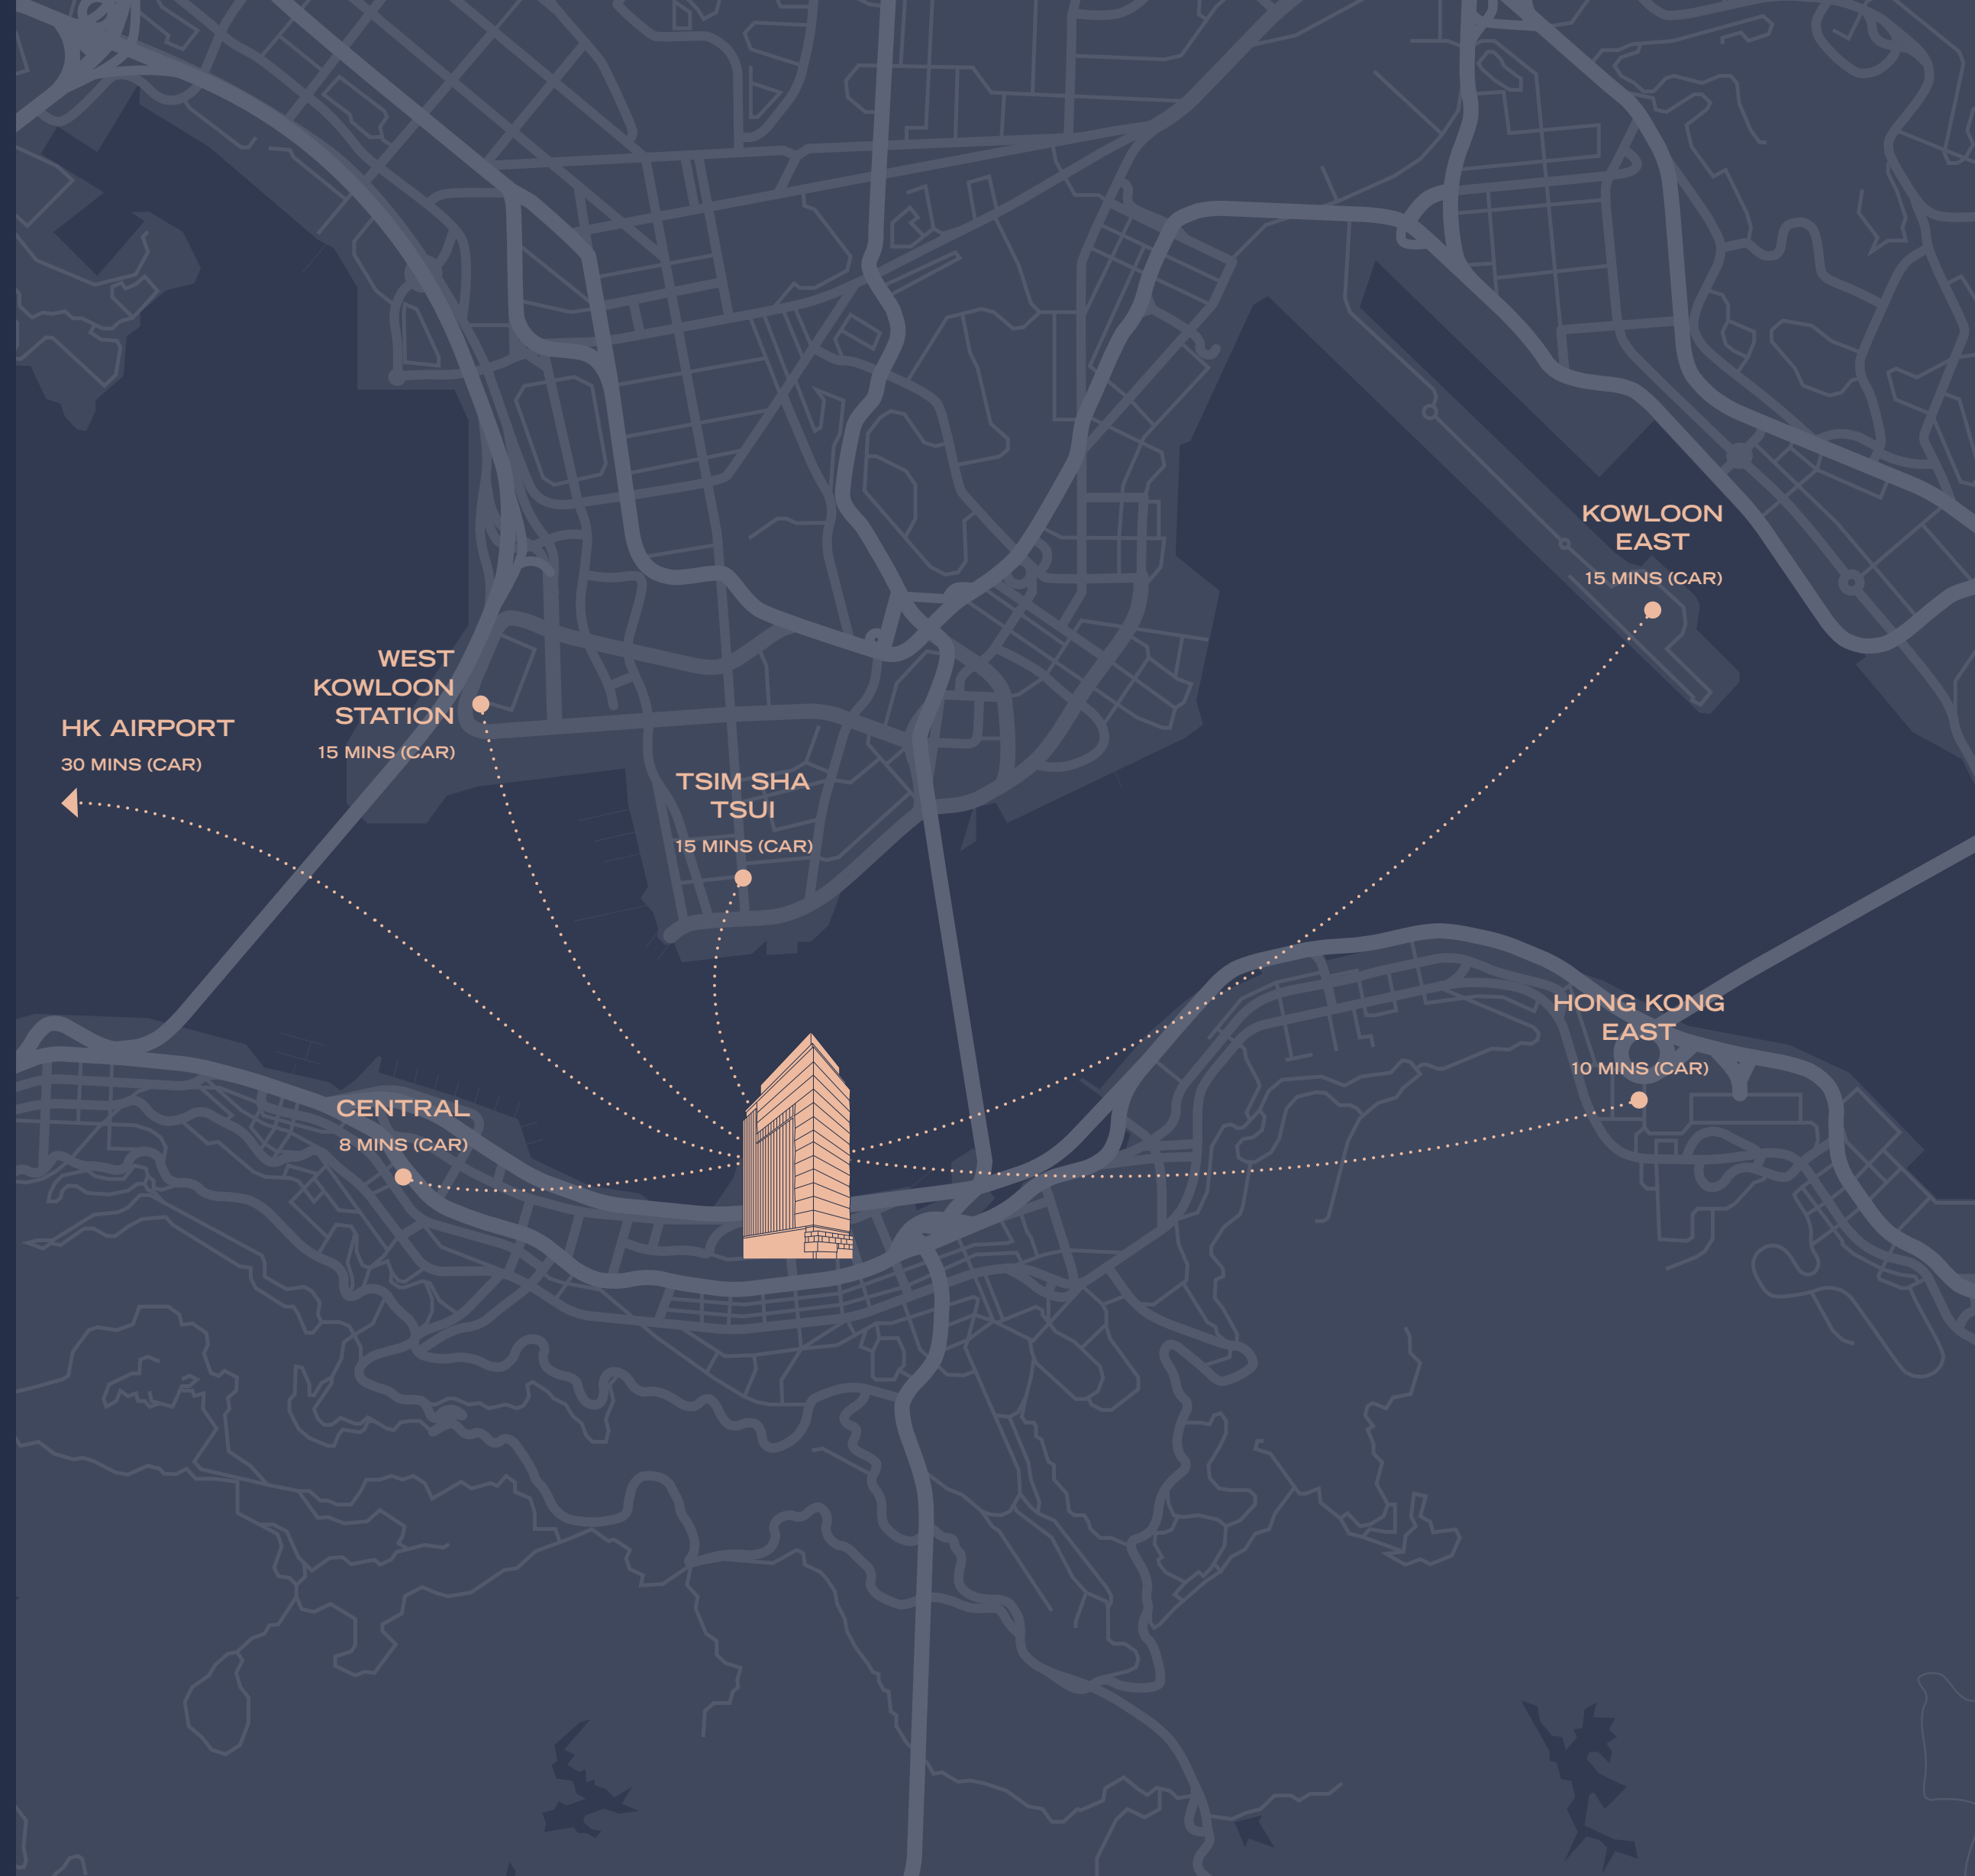 KOWLOON
EAST
15 MINS (CAR)
WEST
KOWLOON
STATION
15 MINS (CAR)
HK AIRPORT
30 MINS (CAR)
TSIM SHA
TSUI
15 MINS (CAR)
HONG KONG
EAST
10 MINS (CAR)
CENTRAL
8 MINS (CAR)